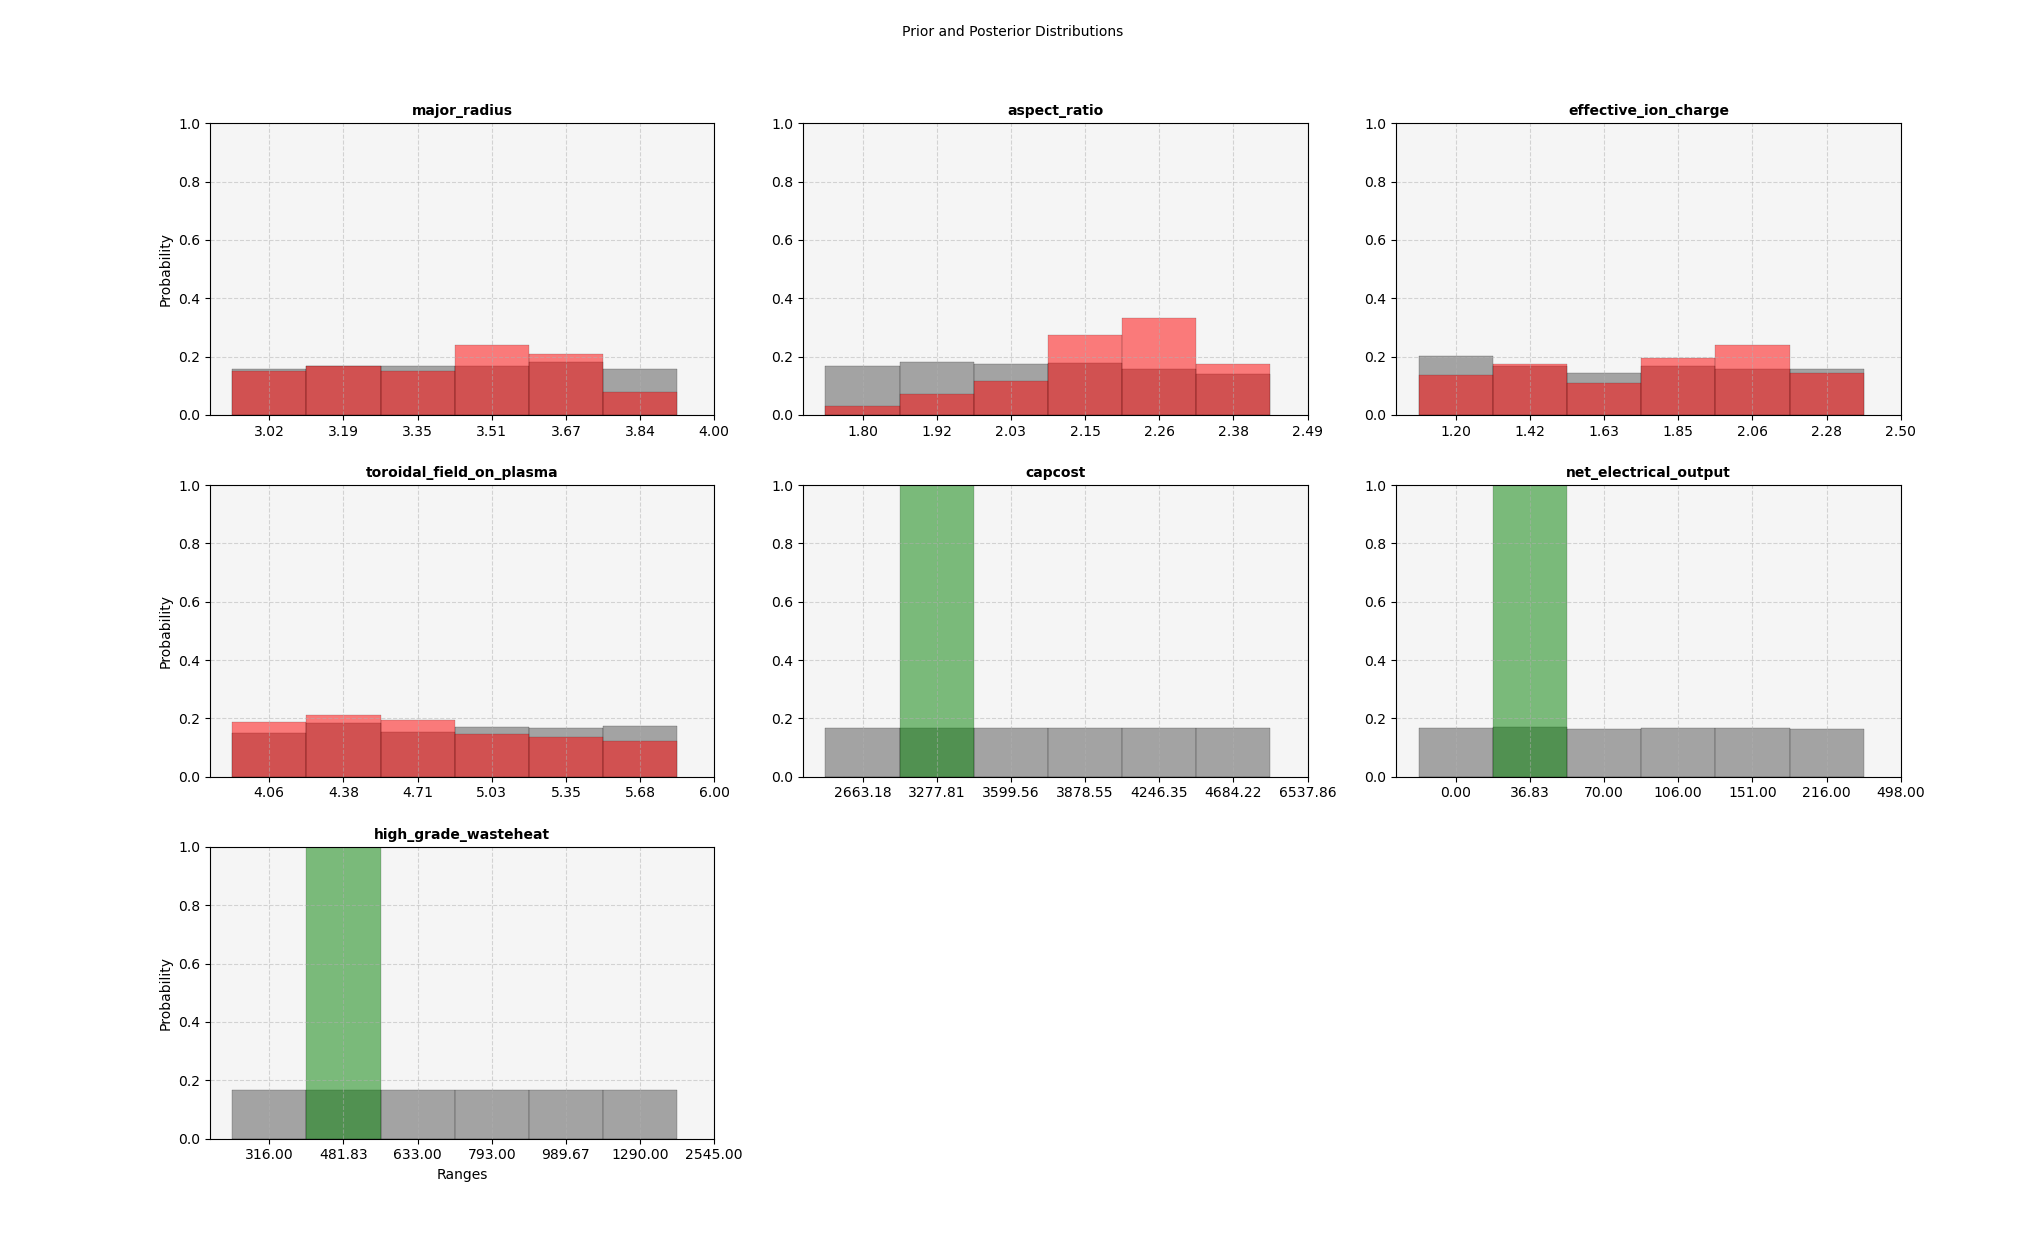 Prior and Posterior Distributions
major_radius
1.0
0.8
0.6
0.4
0.2
0.0
Probability
3.02 3.19 3.35 3.51 3.67 3.84 4.00
aspect_ratio
1.0
0.8
0.6
0.4
0.2
0.0
1.80 1.92 2.03 2.15 2.26 2.38 2.49
effective_ion_charge
1.0
0.8
0.6
0.4
0.2
0.0
1.20 1.42 1.63 1.85 2.06 2.28 2.50
toroidal_field_on_plasma
1.0
0.8
0.6
0.4
0.2
0.0
Probability
4.06 4.38 4.71 5.03 5.35 5.68 6.00
capcost
1.0
0.8
0.6
0.4
0.2
0.0
2663.18 3277.81 3599.56 3878.55 4246.35 4684.22 6537.86
net_electrical_output
1.0
0.8
0.6
0.4
0.2
0.0
0.00 36.83 70.00 106.00 151.00 216.00 498.00
high_grade_wasteheat
1.0
0.8
0.6
0.4
0.2
0.0
Probability
316.00 481.83 633.00 793.00 989.67 1290.00 2545.00
Ranges